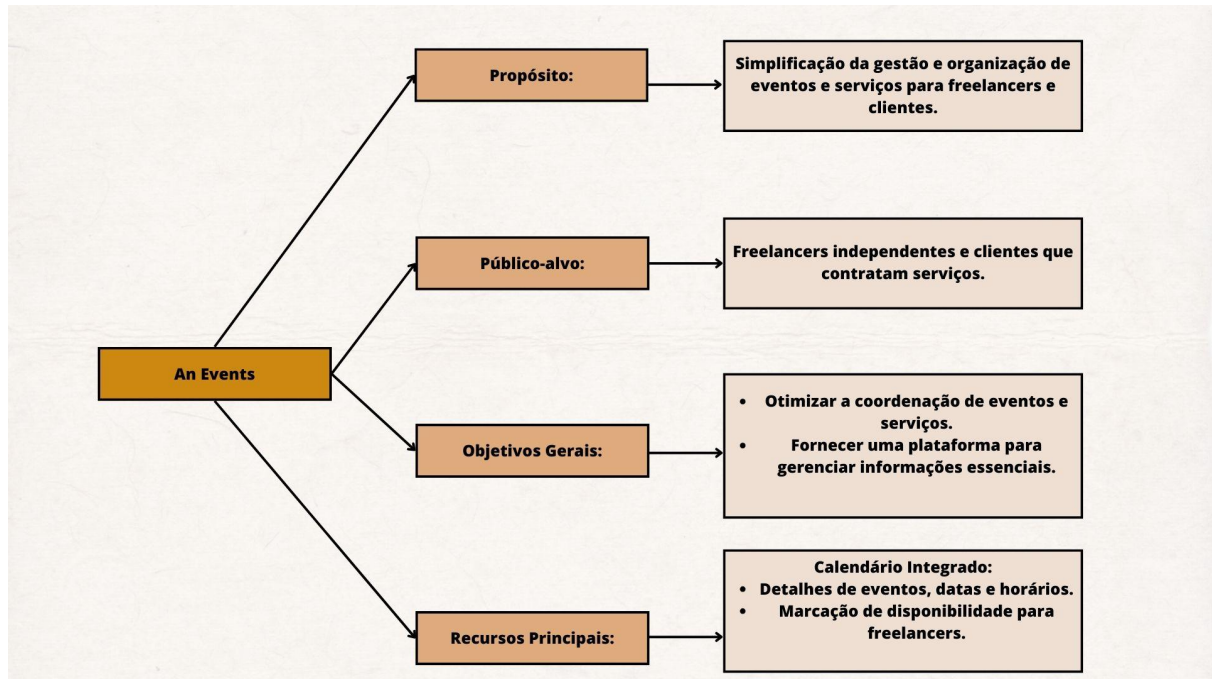 Propósito:
Simplificação da gestão e organização de
eventos e serviços para freelancers e
clientes.
Público-alvo:
Freelancers independentes e clientes que
contratam serviços.
An Events
Objetivos Gerais:
• Otimizar a coordenação de eventos e
serviços.
• Fornecer uma plataforma para
gerenciar informações essenciais.
Recursos Principais:
Calendário Integrado:
• Detalhes de eventos, datas e horários.
• Marcação de disponibilidade para
freelancers.